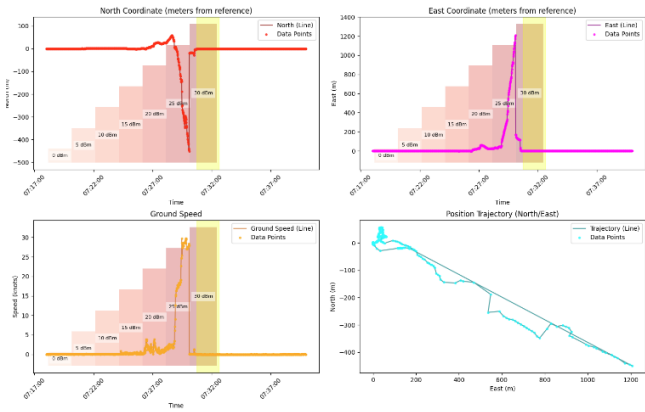 North Coordinate (meters from reference)
North (Line)
Data Points
100
0
−100
−200
−300
−400
−500
0 dBm
5 dBm
10 dBm
15 dBm
20 dBm
25 dBm
30 dBm
07:17:00
07:22:00
07:27:00
07:32:00
07:37:00
Time
East Coordinate (meters from reference)
East (Line)
Data Points
East (m)
1400
1200
1000
800
600
400
200
0
0 dBm
5 dBm
10 dBm
15 dBm
20 dBm
25 dBm
30 dBm
07:17:00
07:22:00
07:27:00
07:32:00
07:37:00
Time
Ground Speed
Ground Speed (Line)
Data Points
Speed (knots)
30
25
20
15
10
5
0
0 dBm
5 dBm
10 dBm
15 dBm
20 dBm
25 dBm
30 dBm
07:17:00
07:22:00
07:27:00
07:32:00
07:37:00
Time
Position Trajectory (North/East)
Trajectory (Line)
Data Points
North (m)
0
−100
−200
−300
−400
0
200
400
600
800
1000
1200
East (m)